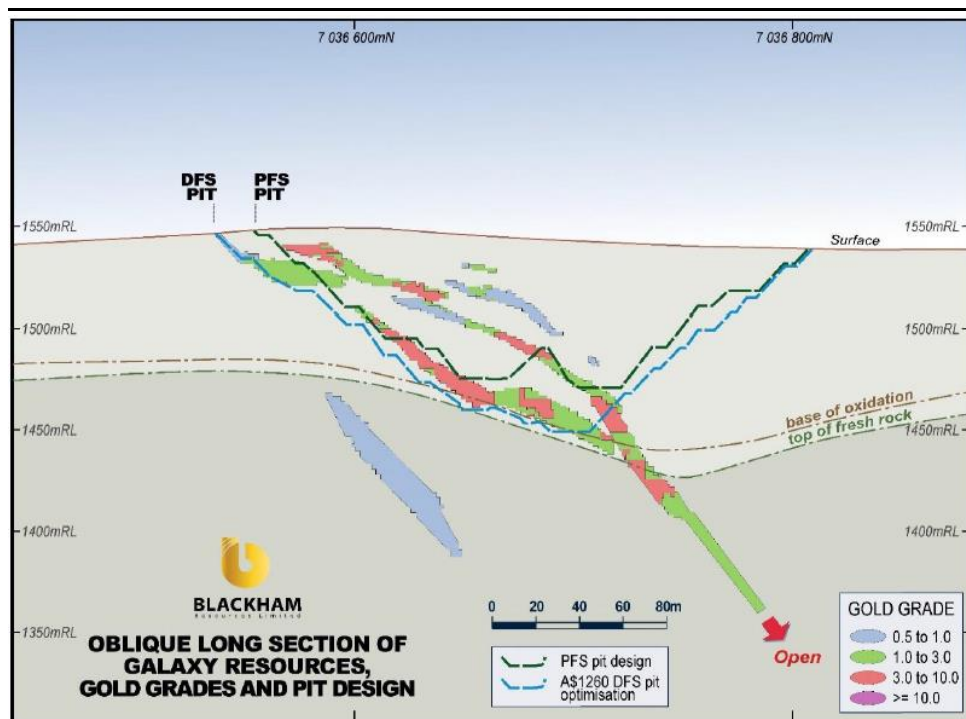 7 036 600mN
7 036 800mN
DFS
PIT
PFS
PIT
1550mRL
1550mRL
Surface
1500mRL
1500mRL
base of oxidation
top of fresh rock
1450mRL
1450mRL
1400mRL
1400mRL
1350mRL
BLACKHAM
Resources Limited
OBLIQUE LONG SECTION OF
GALAXY RESOURCES,
GOLD GRADES AND PIT DESIGN
0 20 40 60 80m
PFS pit design
A$1260 DFS pit
optimisation
Open
GOLD GRADE
0.5 to 1.0
1.0 to 3.0
3.0 to 10.0
>= 10.0